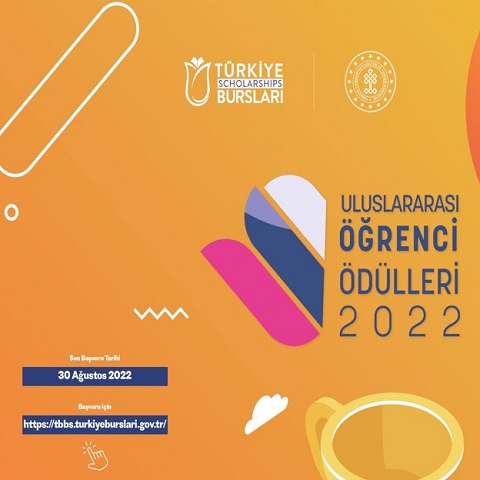 TÜRKİYE
SCHOLARSHIPS
BURSLARI
ULUSLARARASI
ÖĞRENCİ
ÖDÜLLERİ
2022
Son Başvuru Tarihi
30 Ağustos 2022
Başvuru için
https://tbbs.turkiyeburslari.gov.tr/